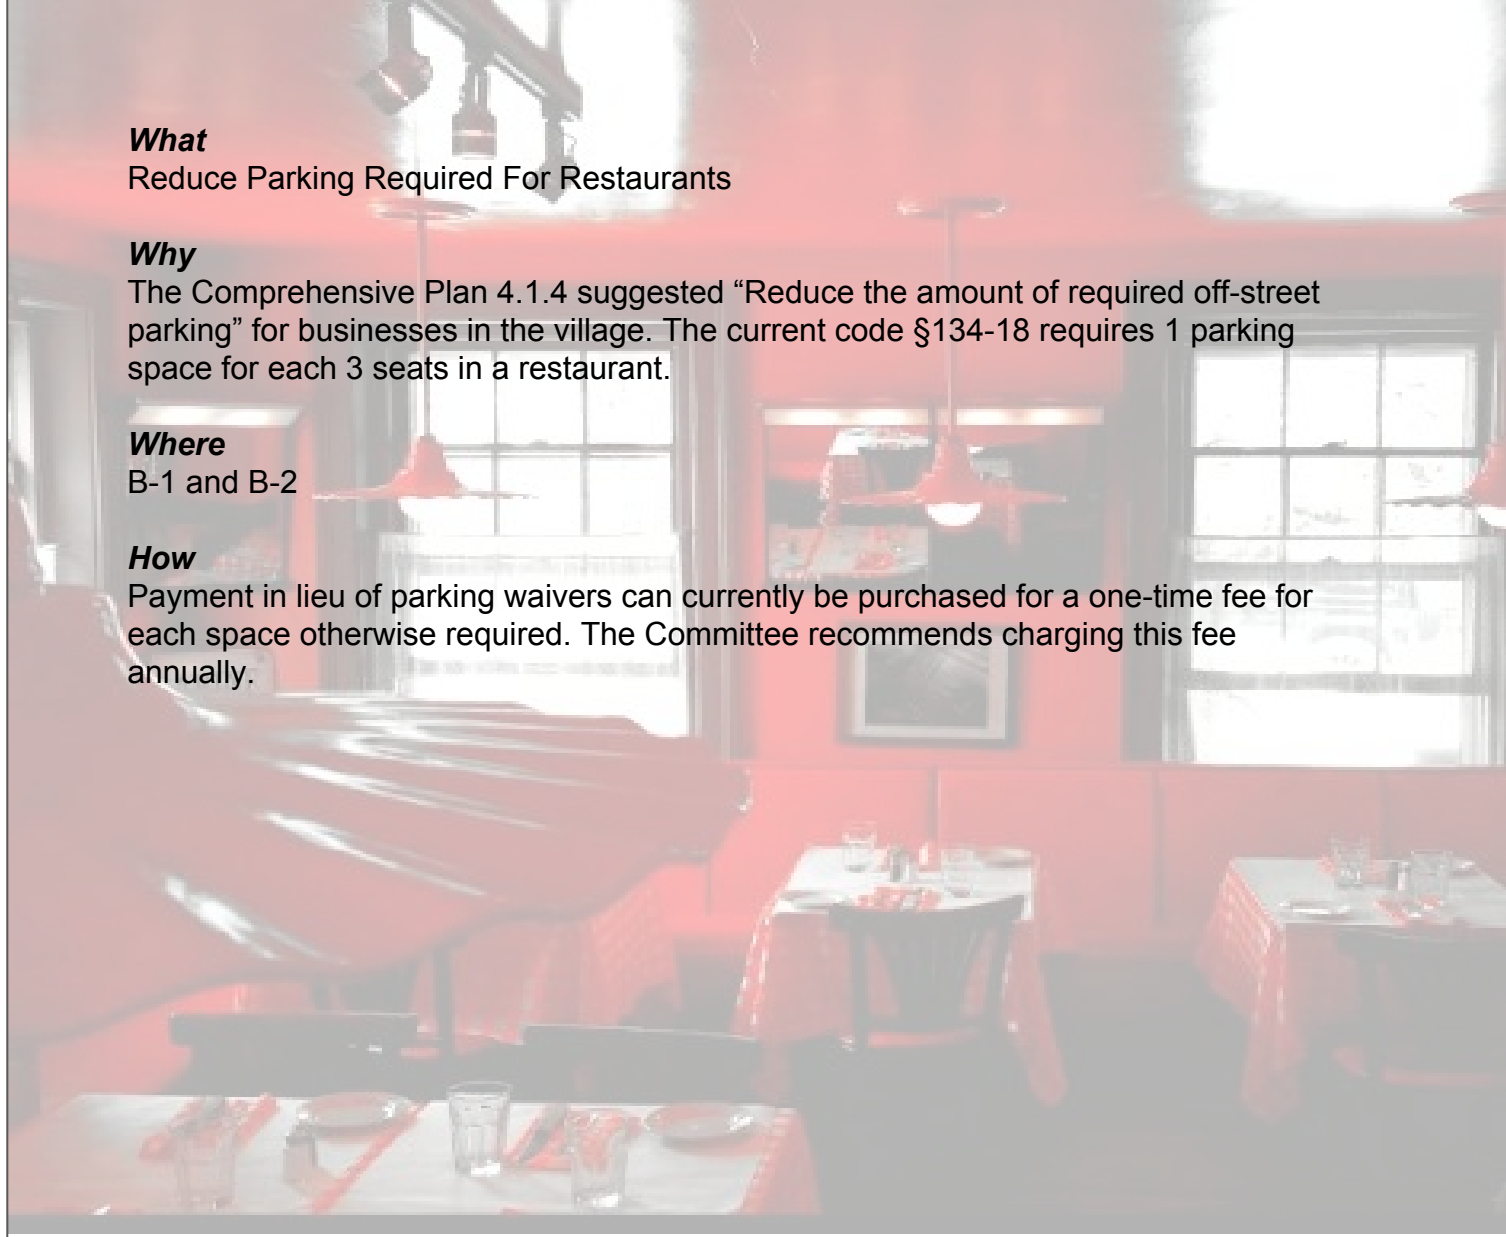 What
Reduce Parking Required For Restaurants
Why
The Comprehensive Plan 4.1.4 suggested “Reduce the amount of required off-street
parking” for businesses in the village. The current code §134-18 requires 1 parking
space for each 3 seats in a restaurant.
Where
B-1 and B-2
How
Payment in lieu of parking waivers can currently be purchased for a one-time fee for
each space otherwise required. The Committee recommends charging this fee
annually.